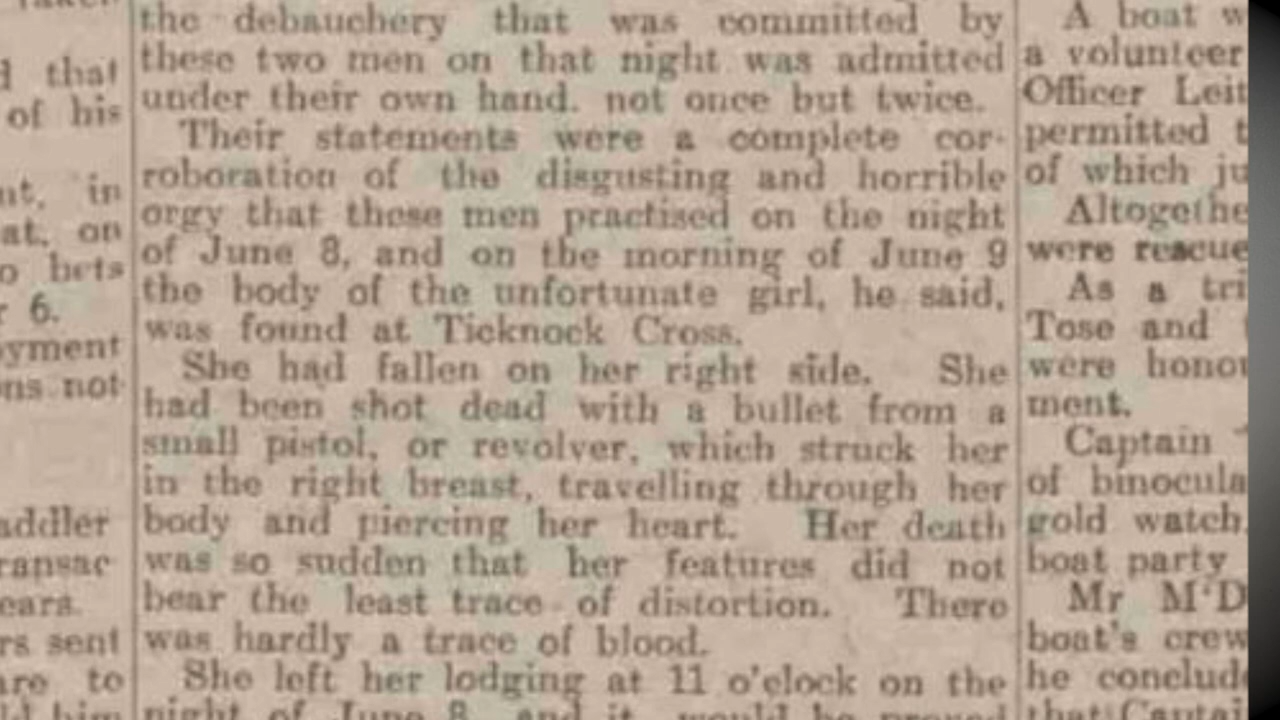 that
of his
in
at, on
bets
6.
yment
ns not
addler
ransac
ears.
rs sent
are to
him
the debauchery that was committed by
these two men on that night was admitted
under their own hand. not once but twice.
Their statements were a complete cor-
roboration of the disgusting and horrible
orgy that these men practised on the night
of June 8, and on the morning of June 9
the body of the unfortunate girl, he said,
was found at Ticknock Cross.
She had fallen on her right side. She
had been shot dead with a bullet from a
small pistol, or revolver, which struck her
in the right breast, travelling through her
body and piercing her heart. Her death
was so sudden that her features did not
bear the least trace of distortion. There
was hardly a trace of blood.
She left her lodging at 11 o'clock on the
night of June 8, and it would be proved
A boat w
a volunteer
Officer Leit
permitted t
of which ju
Altogethe
were rescue
As a tri
Tose and
were honou
ment.
Captain
of binocula
gold watch,
boat party
Mr M'D
boat's crew
he conclude
that Captai